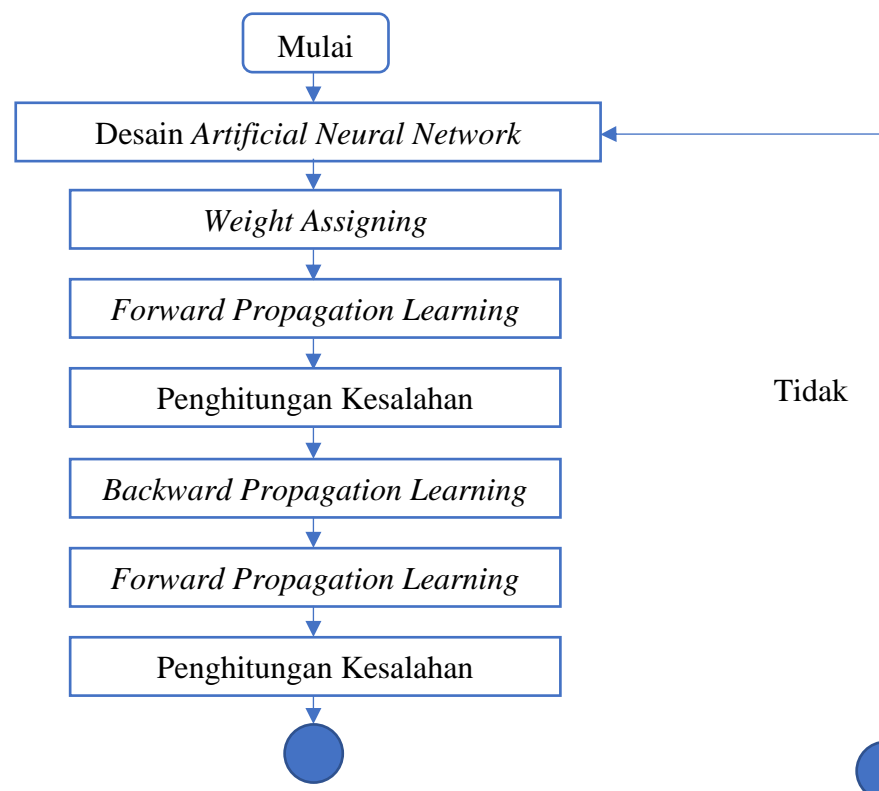 Mulai
Desain Artificial Neural Network
Weight Assigning
Forward Propagation Learning
Penghitungan Kesalahan
Tidak
Backward Propagation Learning
Forward Propagation Learning
Penghitungan Kesalahan